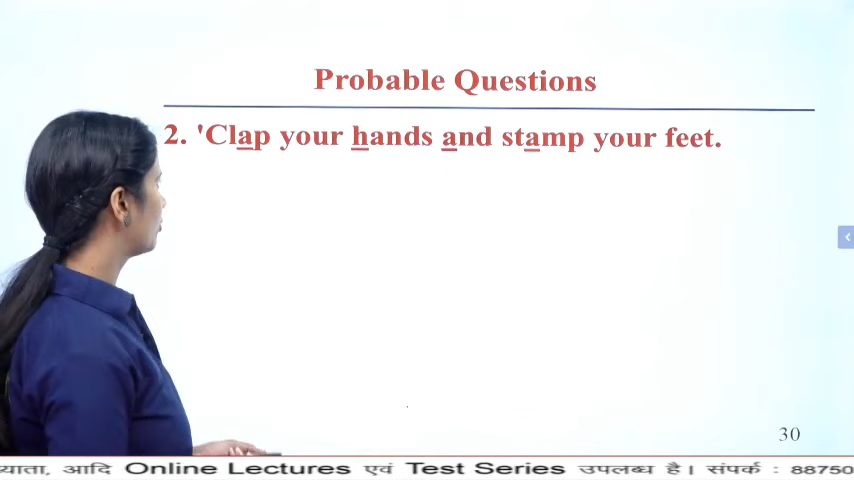 Probable Questions
2. 'Clap your hands and stamp your feet.
30
ख्याता, आदि Online Lectures एवं Test Series उपलब्ध है। संपर्क : 88750